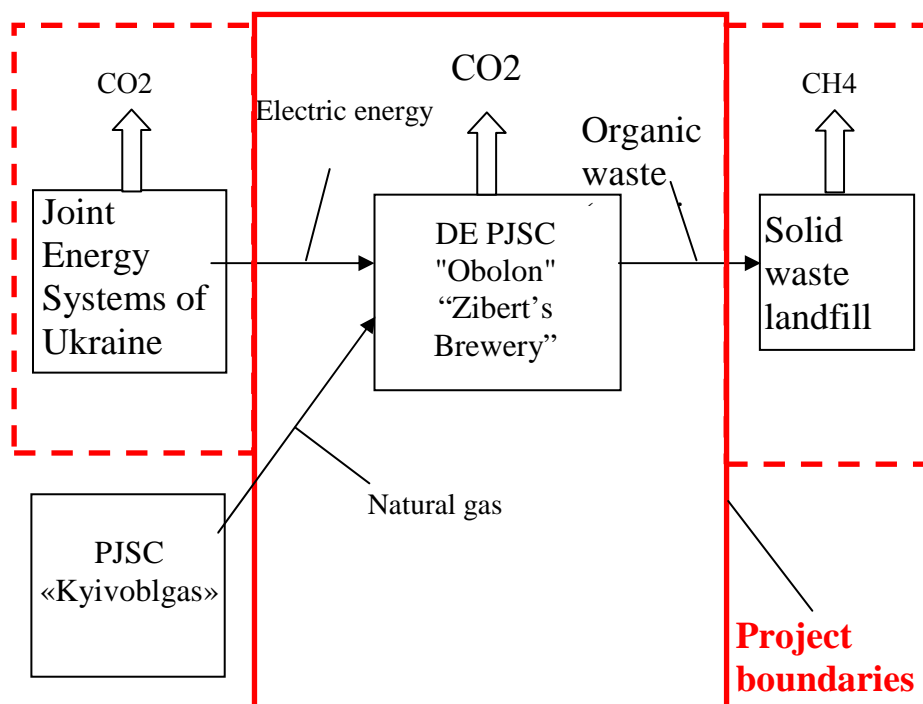 CO2
CO2
CH4
Electric energy
Organic
waste
Joint
Energy
Systems of
Ukraine
DE PJSC
"Obolon"
“Zibert’s
Brewery”
Solid
waste
landfill
Natural gas
PJSC
«Kyivoblgas»
Project
boundaries